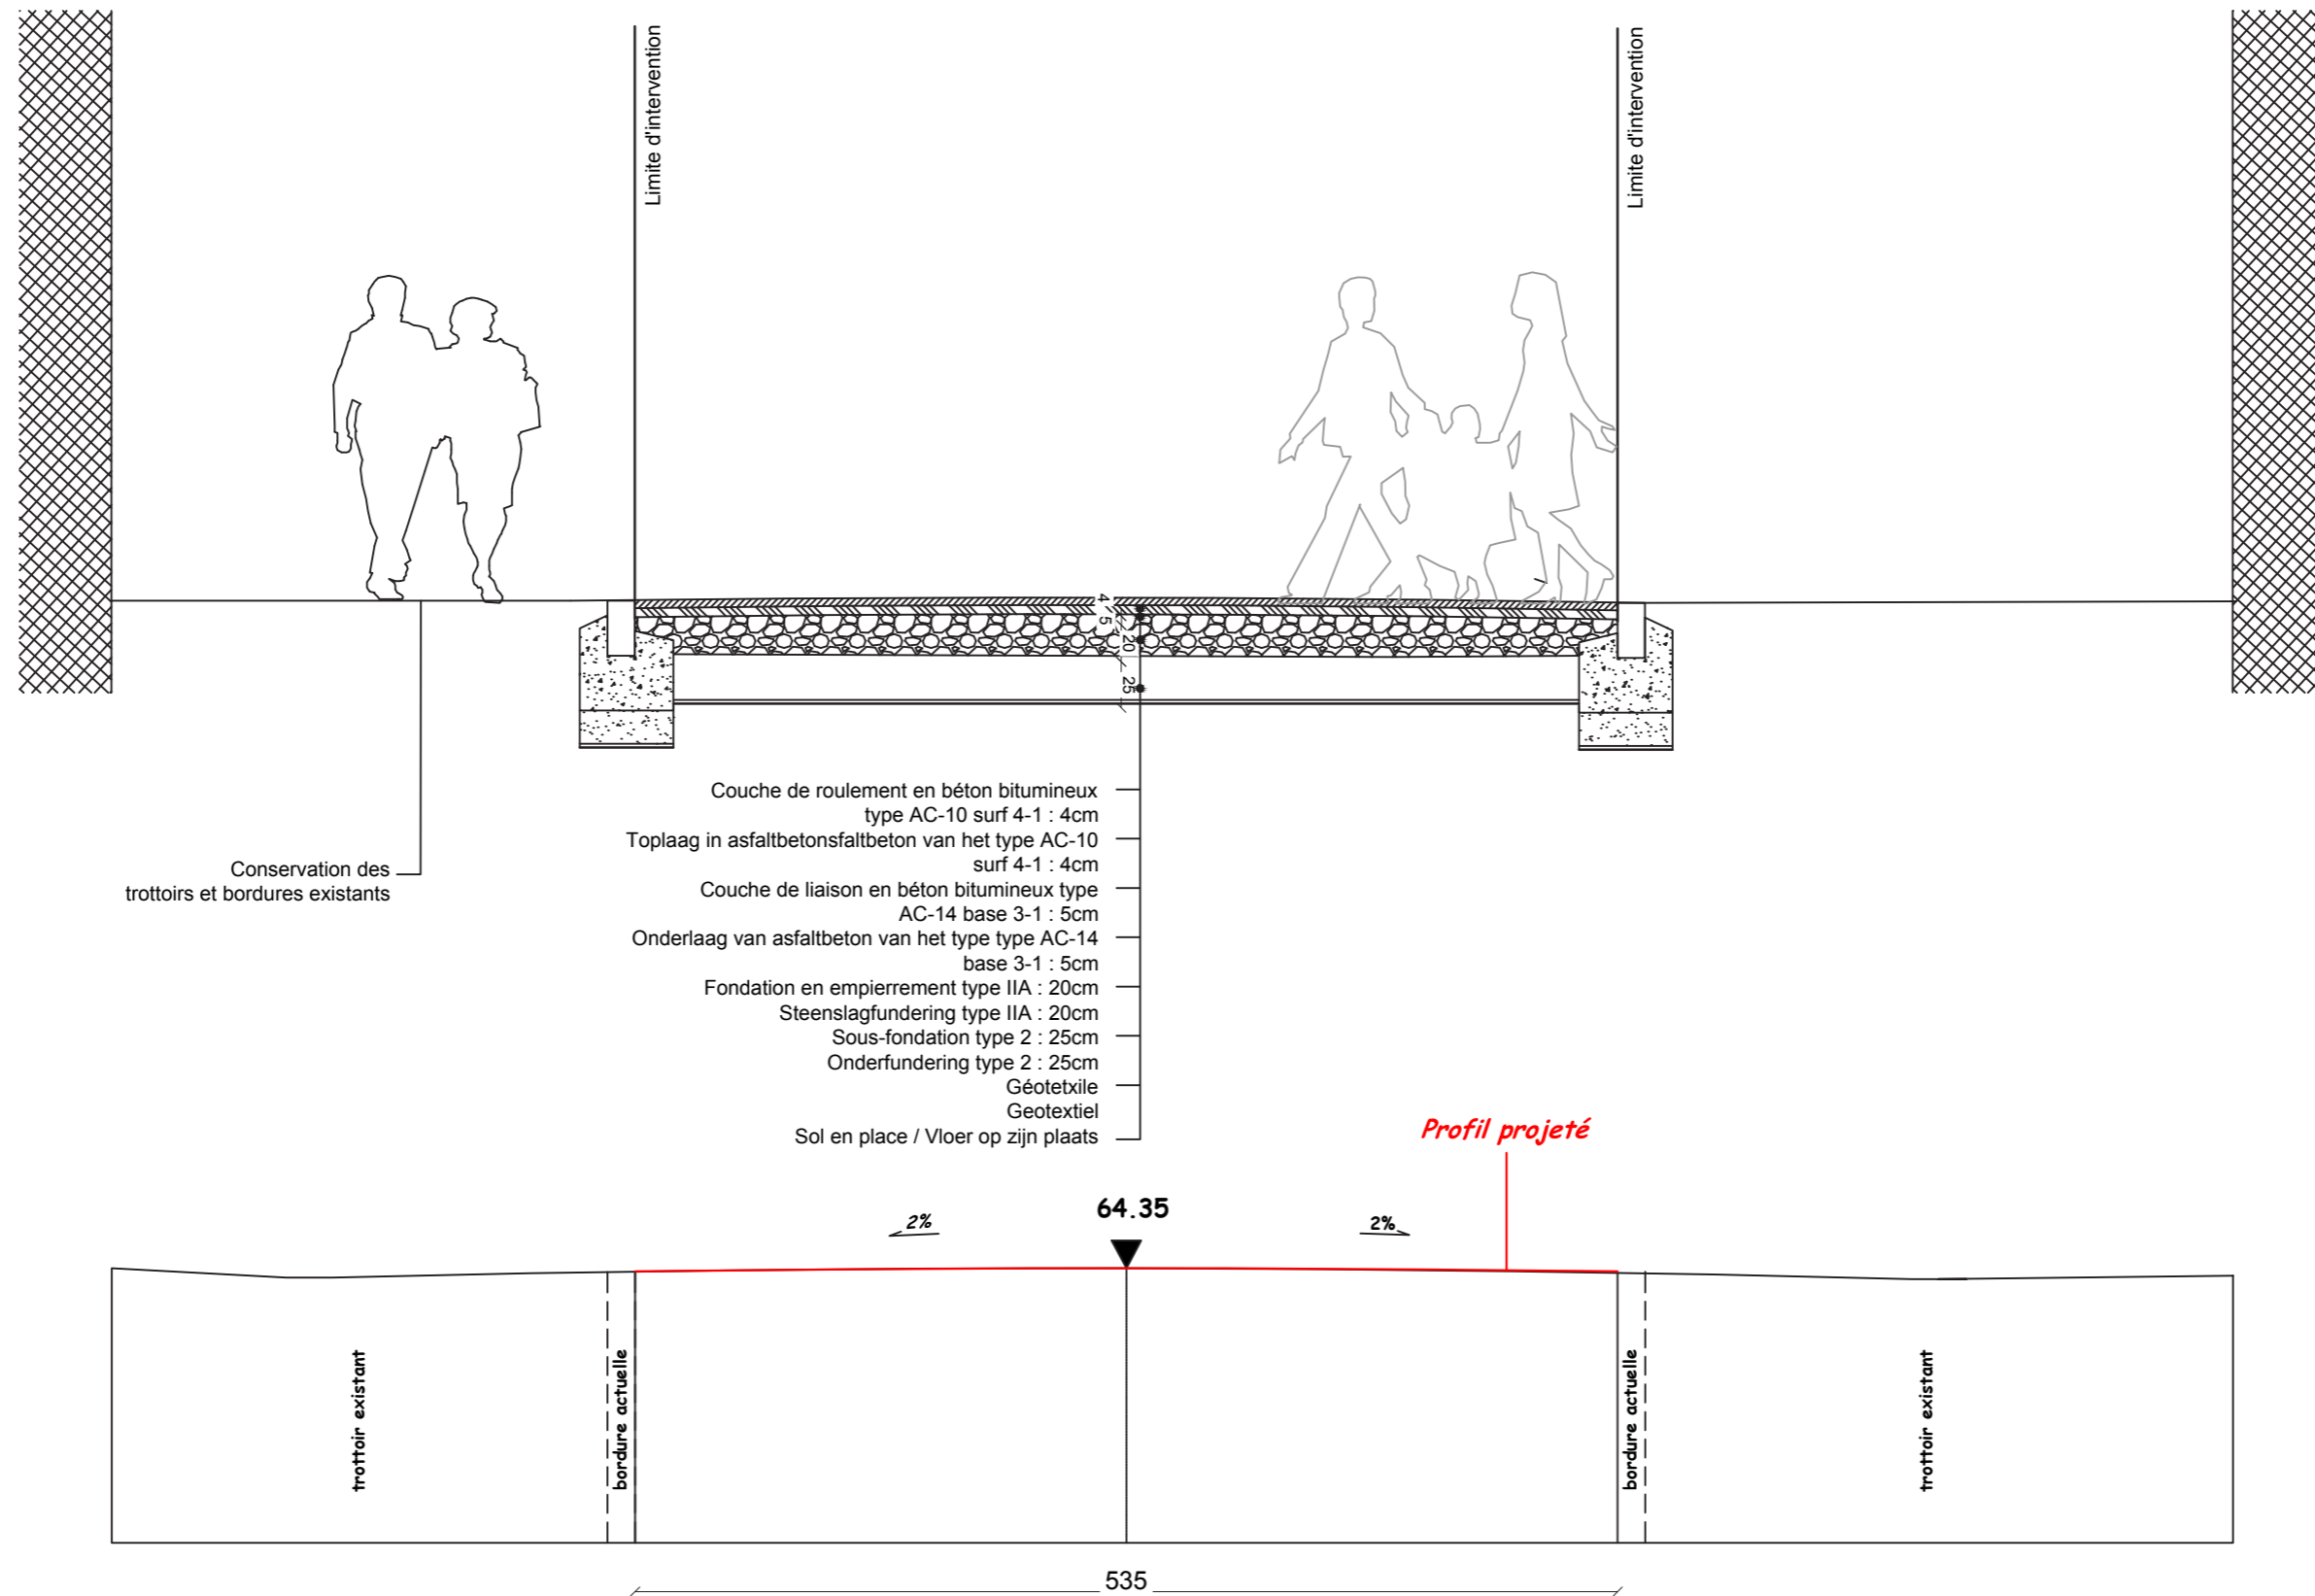 Limite d'intervention
Limite d'intervention
4
5
20
25
Couche de roulement en béton bitumineux
type AC-10 surf 4-1 : 4cm
Toplaag in asfaltbetonsfaltbeton van het type AC-10
surf 4-1 : 4cm
Couche de liaison en béton bitumineux type
AC-14 base 3-1 : 5cm
Onderlaag van asfaltbeton van het type type AC-14
base 3-1 : 5cm
Fondation en empierrement type IIA : 20cm
Steenslagfundering type IIA : 20cm
Sous-fondation type 2 : 25cm
Onderfundering type 2 : 25cm
Géotetxile
Geotextiel
Sol en place / Vloer op zijn plaats
Conservation des
trottoirs et bordures existants
Profil projeté
64.35
2%
2%
trottoir existant
bordure actuelle
bordure actuelle
trottoir existant
535